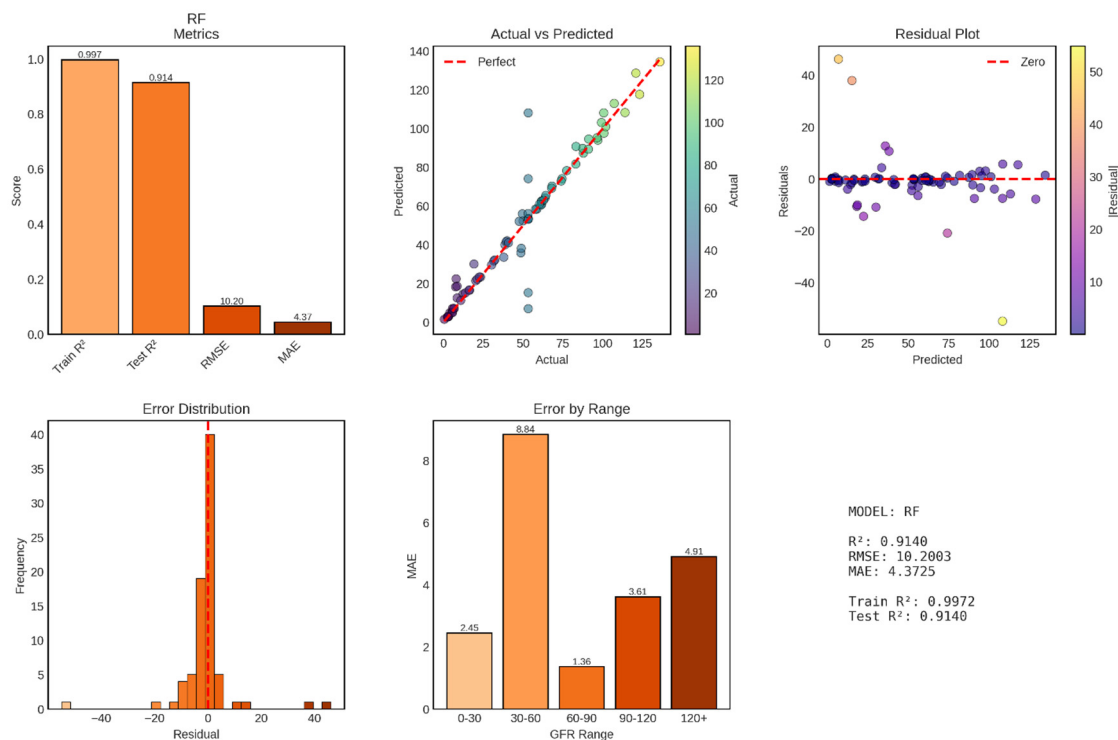 RF
Metrics
0.997
0.914
10.20
4.37
1.0
0.8
0.6
0.4
0.2
0.0
Score
Train R²
Test R²
RMSE
MAE
Actual vs Predicted
Perfect
140
120
100
80
60
40
20
0
Predicted
0 25 50 75 100 125
Actual
120
100
80
60
40
20
Actual
Residual Plot
Zero
40
20
0
−20
−40
−60
Residuals
0 25 50 75 100 125
Predicted
50
40
30
20
10
|Residual|
Error Distribution
40
35
30
25
20
15
10
5
0
Frequency
−40 −20 0 20 40
Residual
Error by Range
8
6
4
2
0
MAE
2.45
8.84
1.36
3.61
4.91
0-30 30-60 60-90 90-120 120+
GFR Range
MODEL: RF
R²: 0.9140
RMSE: 10.2003
MAE: 4.3725
Train R²: 0.9972
Test R²: 0.9140